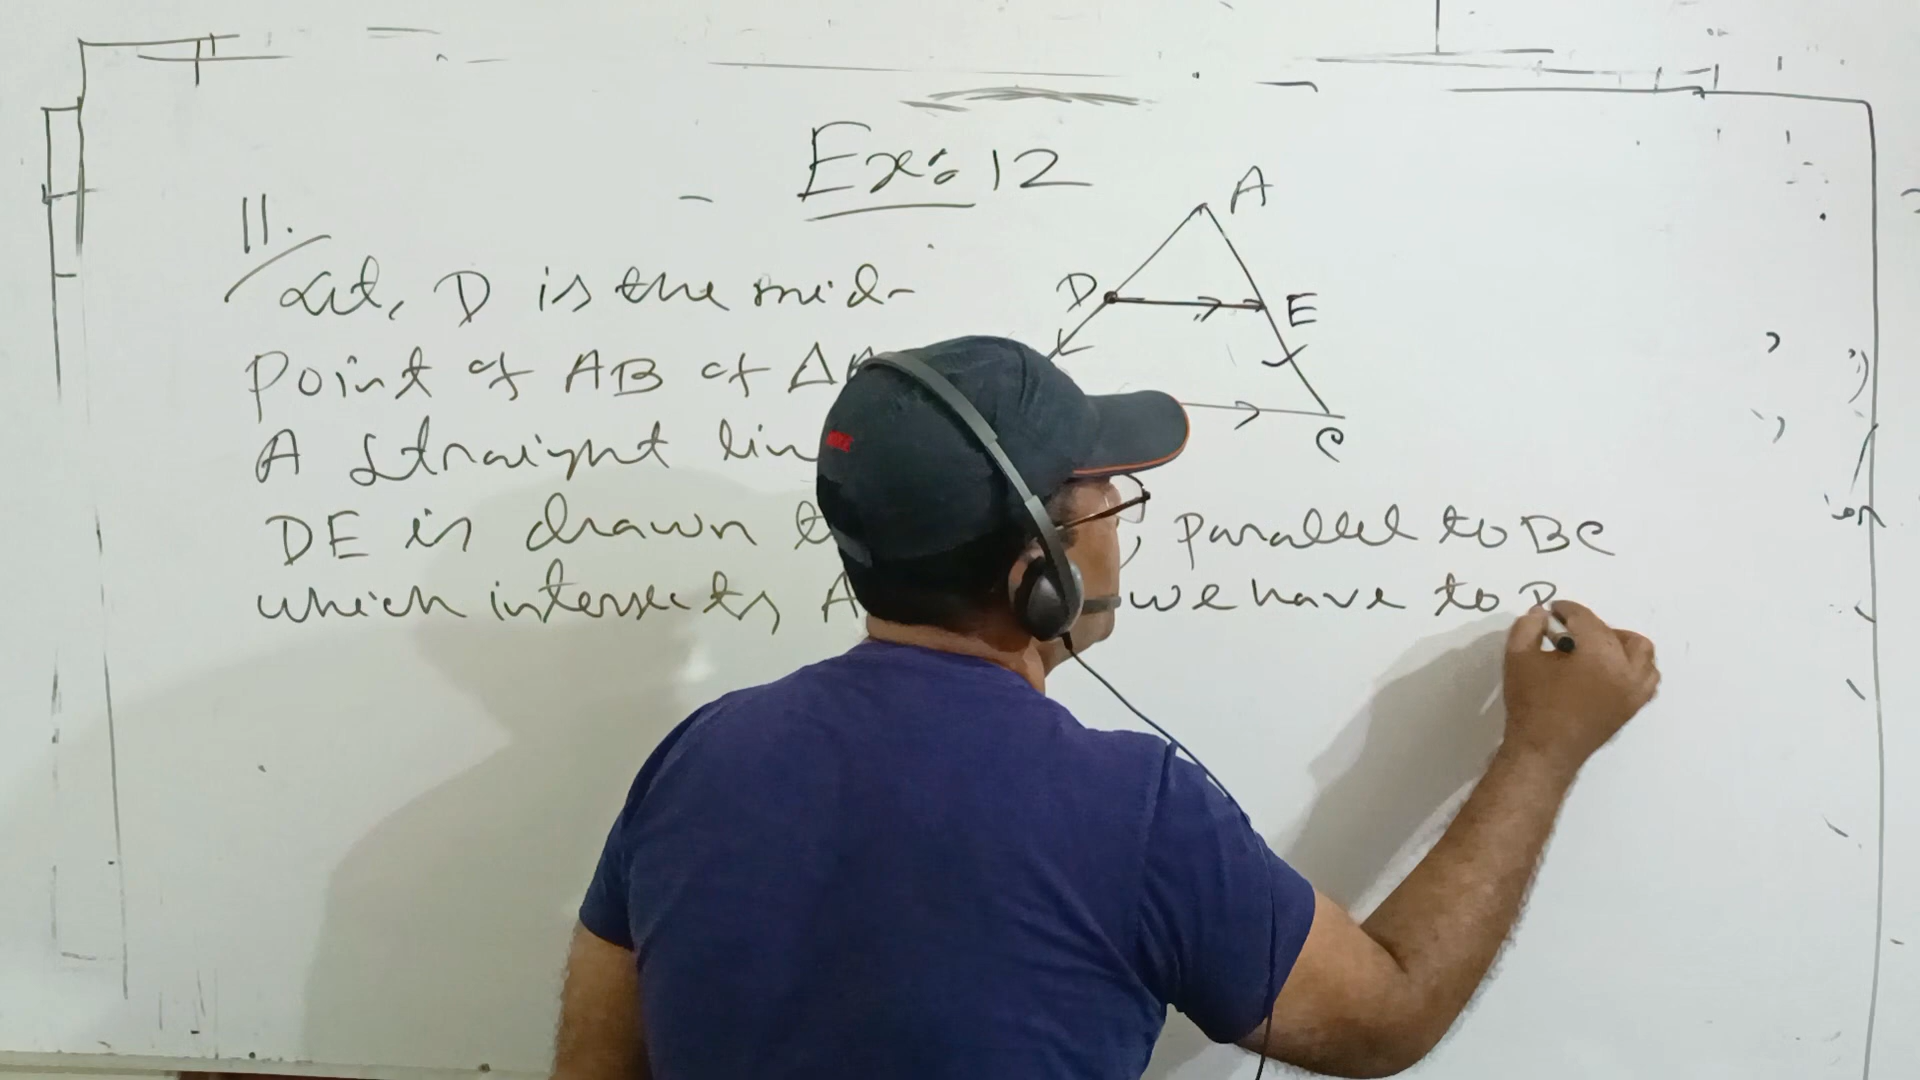 Ex: 12
11.
Let, D is the mid-
point of AB of Δ
A straight lin
DE is drawn t , parallel to BC
which intersects A we have to P
A
D
E
C